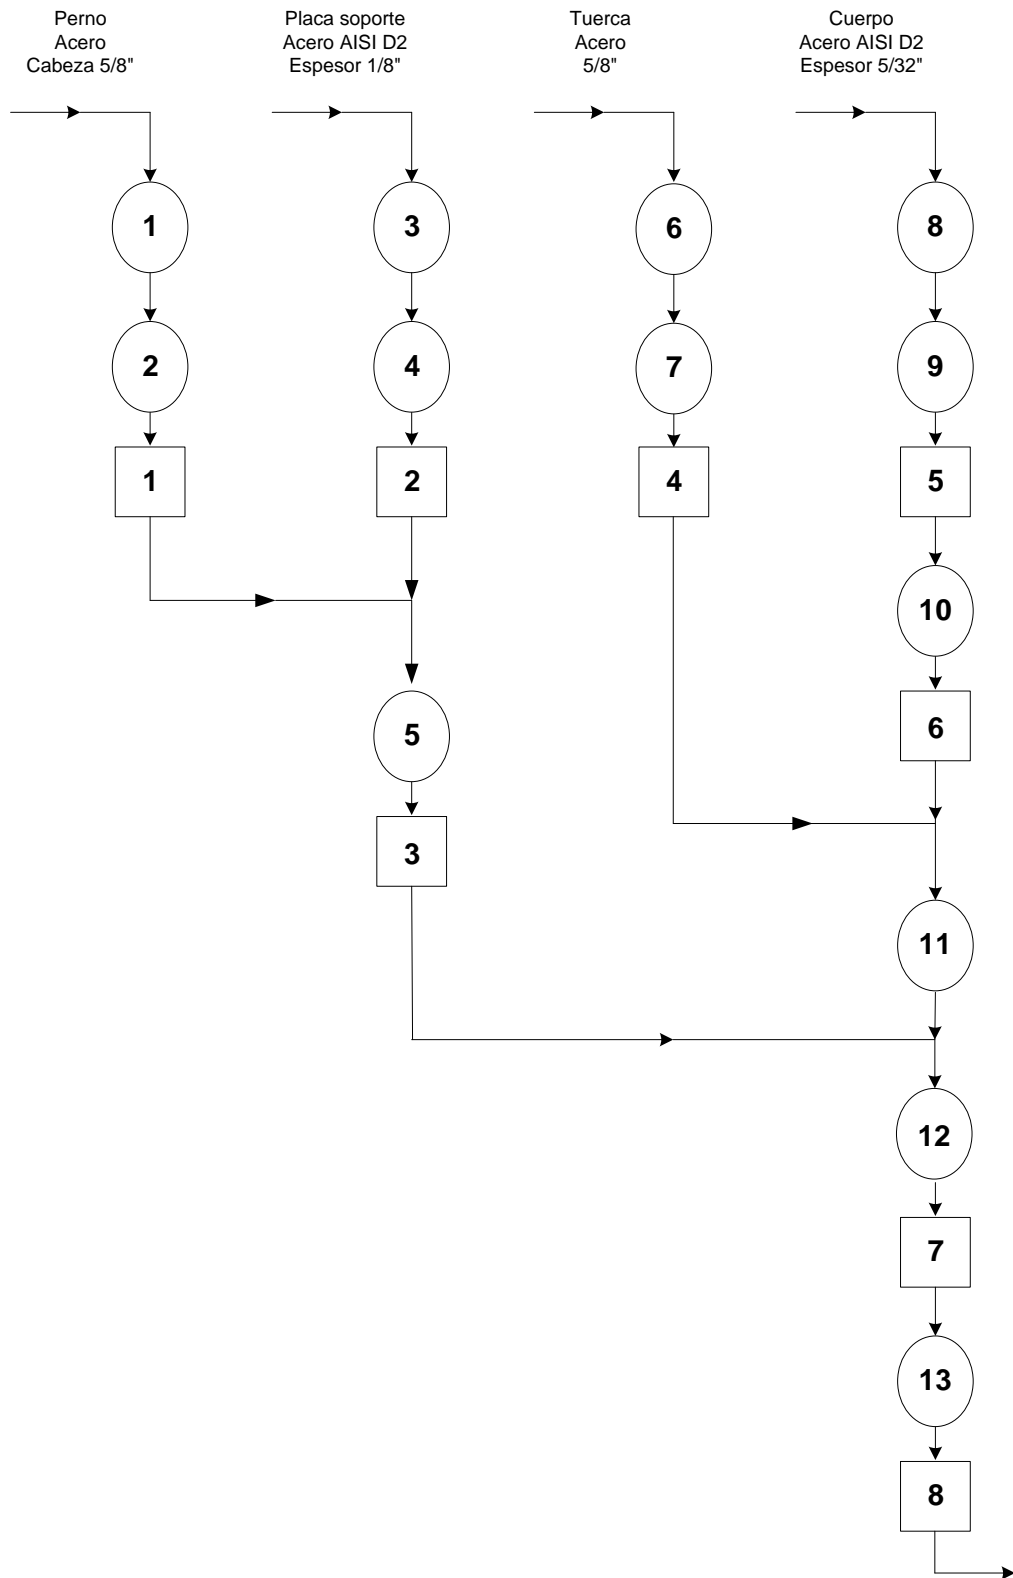 Perno
Acero
Cabeza 5/8"
Placa soporte
Acero AISI D2
Espesor 1/8"
Tuerca
Acero
5/8"
Cuerpo
Acero AISI D2
Espesor 5/32"
1
3
6
8
2
4
7
9
1
2
4
5
10
6
5
3
11
12
7
13
8